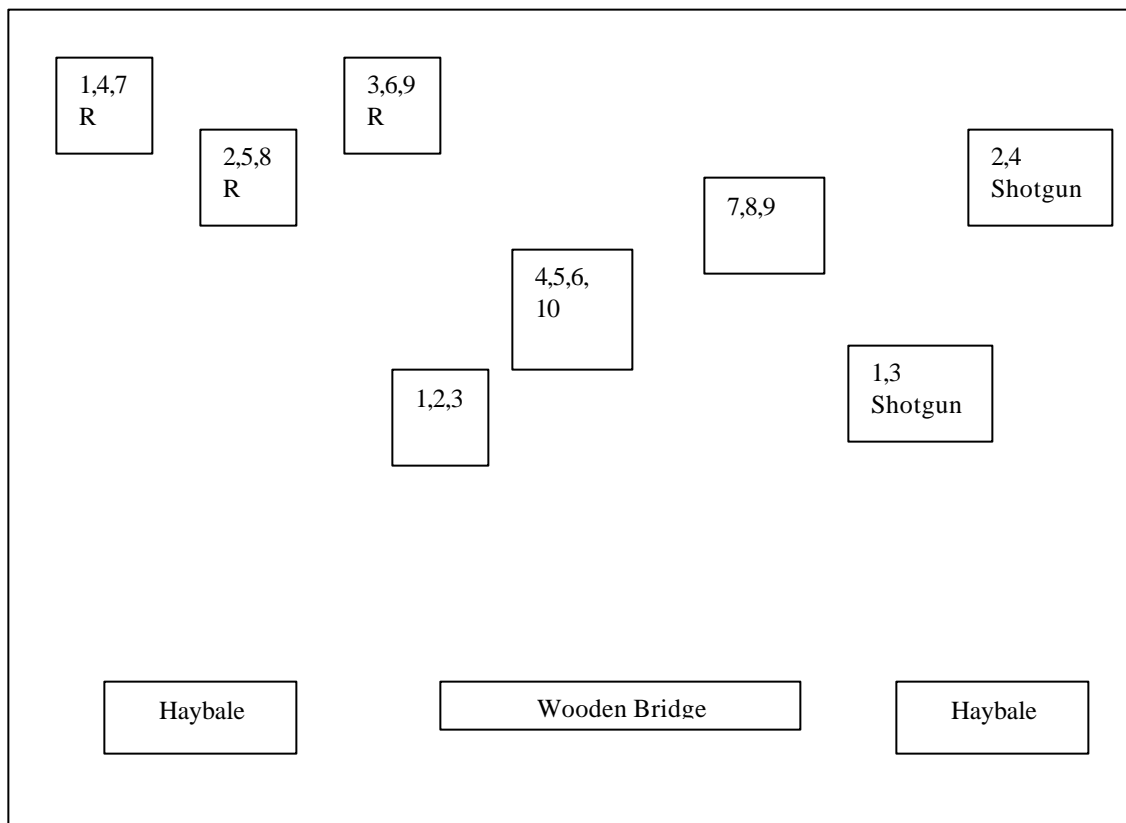 1,4,7
R
3,6,9
R
2,5,8
R
2,4
Shotgun
7,8,9
4,5,6,
10
1,3
Shotgun
1,2,3
Haybale
Wooden Bridge
Haybale